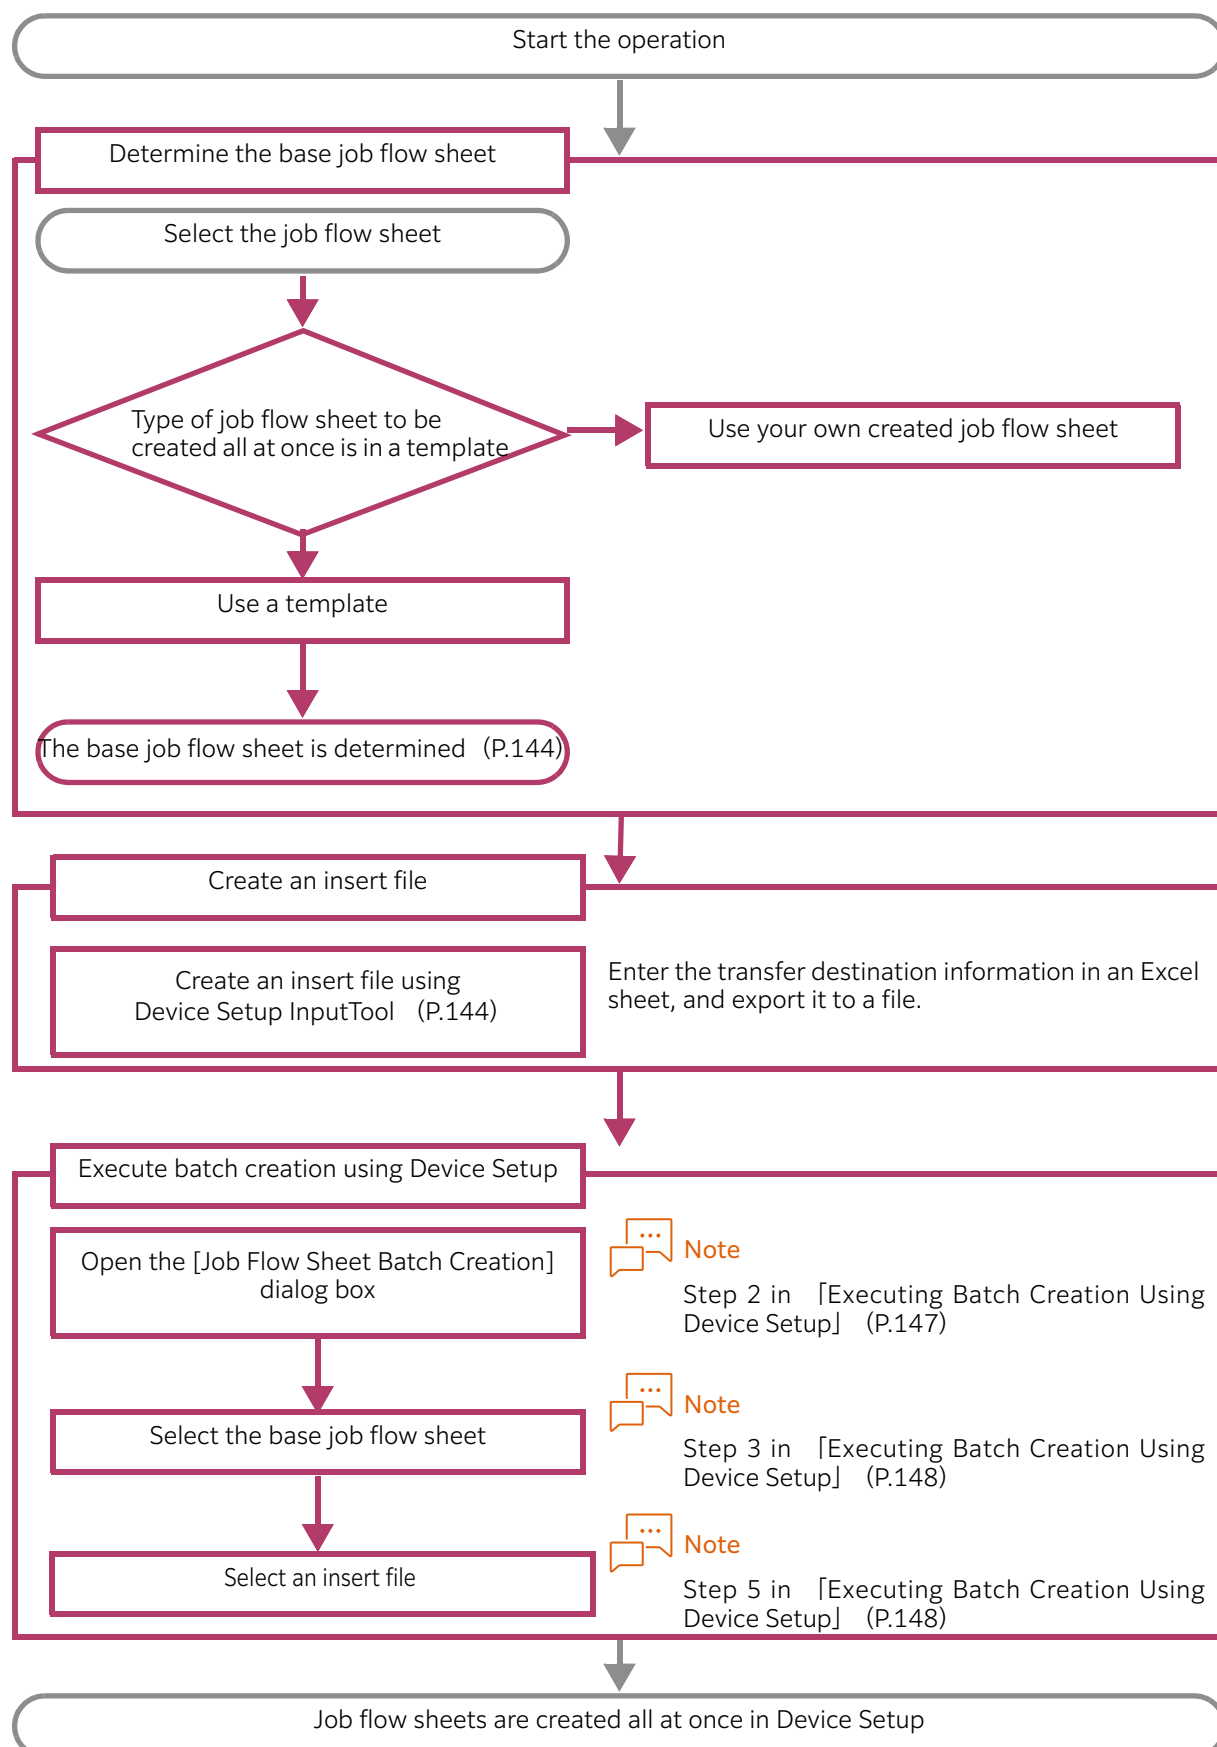 Start the operation
Determine the base job flow sheet
Select the job flow sheet
Type of job flow sheet to be
created all at once is in a template
Use your own created job flow sheet
Use a template
The base job flow sheet is determined (P.144)
Create an insert file
Create an insert file using
Device Setup InputTool (P.144)
Enter the transfer destination information in an Excel
sheet, and export it to a file.
Execute batch creation using Device Setup
Open the [Job Flow Sheet Batch Creation]
dialog box
Note
Step 2 in 「Executing Batch Creation Using
Device Setup」 (P.147)
Select the base job flow sheet
Note
Step 3 in 「Executing Batch Creation Using
Device Setup」 (P.148)
Select an insert file
Note
Step 5 in 「Executing Batch Creation Using
Device Setup」 (P.148)
Job flow sheets are created all at once in Device Setup